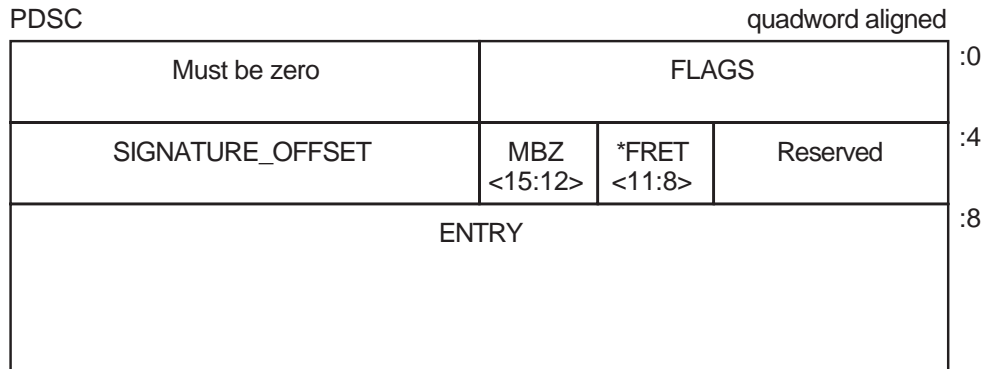 PDSC quadword aligned
Must be zero FLAGS :0
SIGNATURE_OFFSET MBZ *FRET Reserved :4
<15:12> <11:8>
ENTRY :8